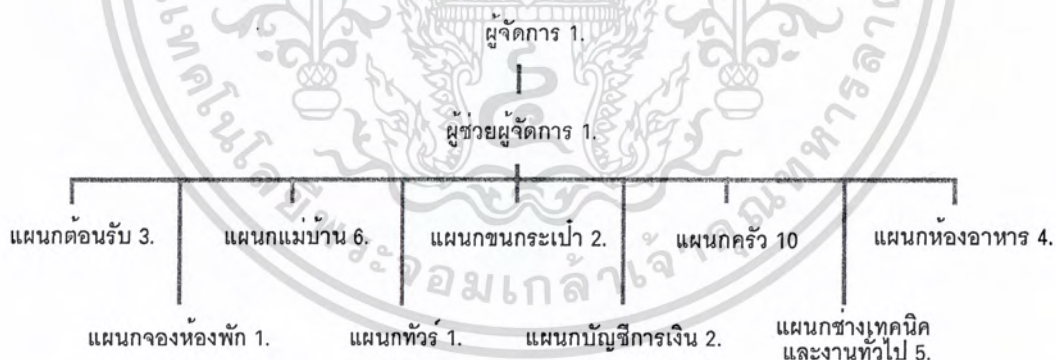 ผู้จัดการ 1.
ผู้ช่วยผู้จัดการ 1.
แผนกต้อนรับ 3.
แผนกแม่บ้าน 6.
แผนกขนกระเป๋า 2.
แผนกครัว 10
แผนกห้องอาหาร 4.
แผนกจองห้องพัก 1.
แผนกทัวร์ 1.
แผนกบัญชีการเงิน 2.
แผนกช่างเทคนิค
และงานทั่วไป 5.